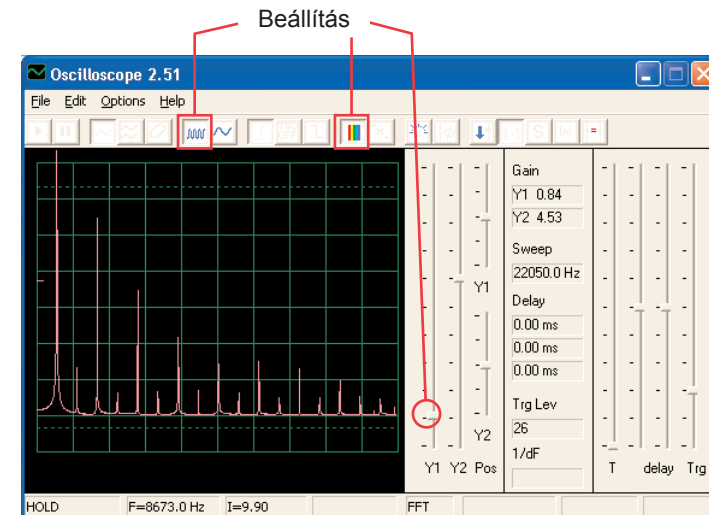 Beállítás
Oscilloscope 2.51
File Edit Options Help
S W
Gain
Y1 0.84
Y2 4.53
Sweep
22050.0 Hz
Y1
Delay
0.00 ms
0.00 ms
0.00 ms
Trg Lev
26
Y2
1/dF
Y1 Y2 Pos
T delay Trg
HOLD F=8673.0 Hz I=9.90 FFT